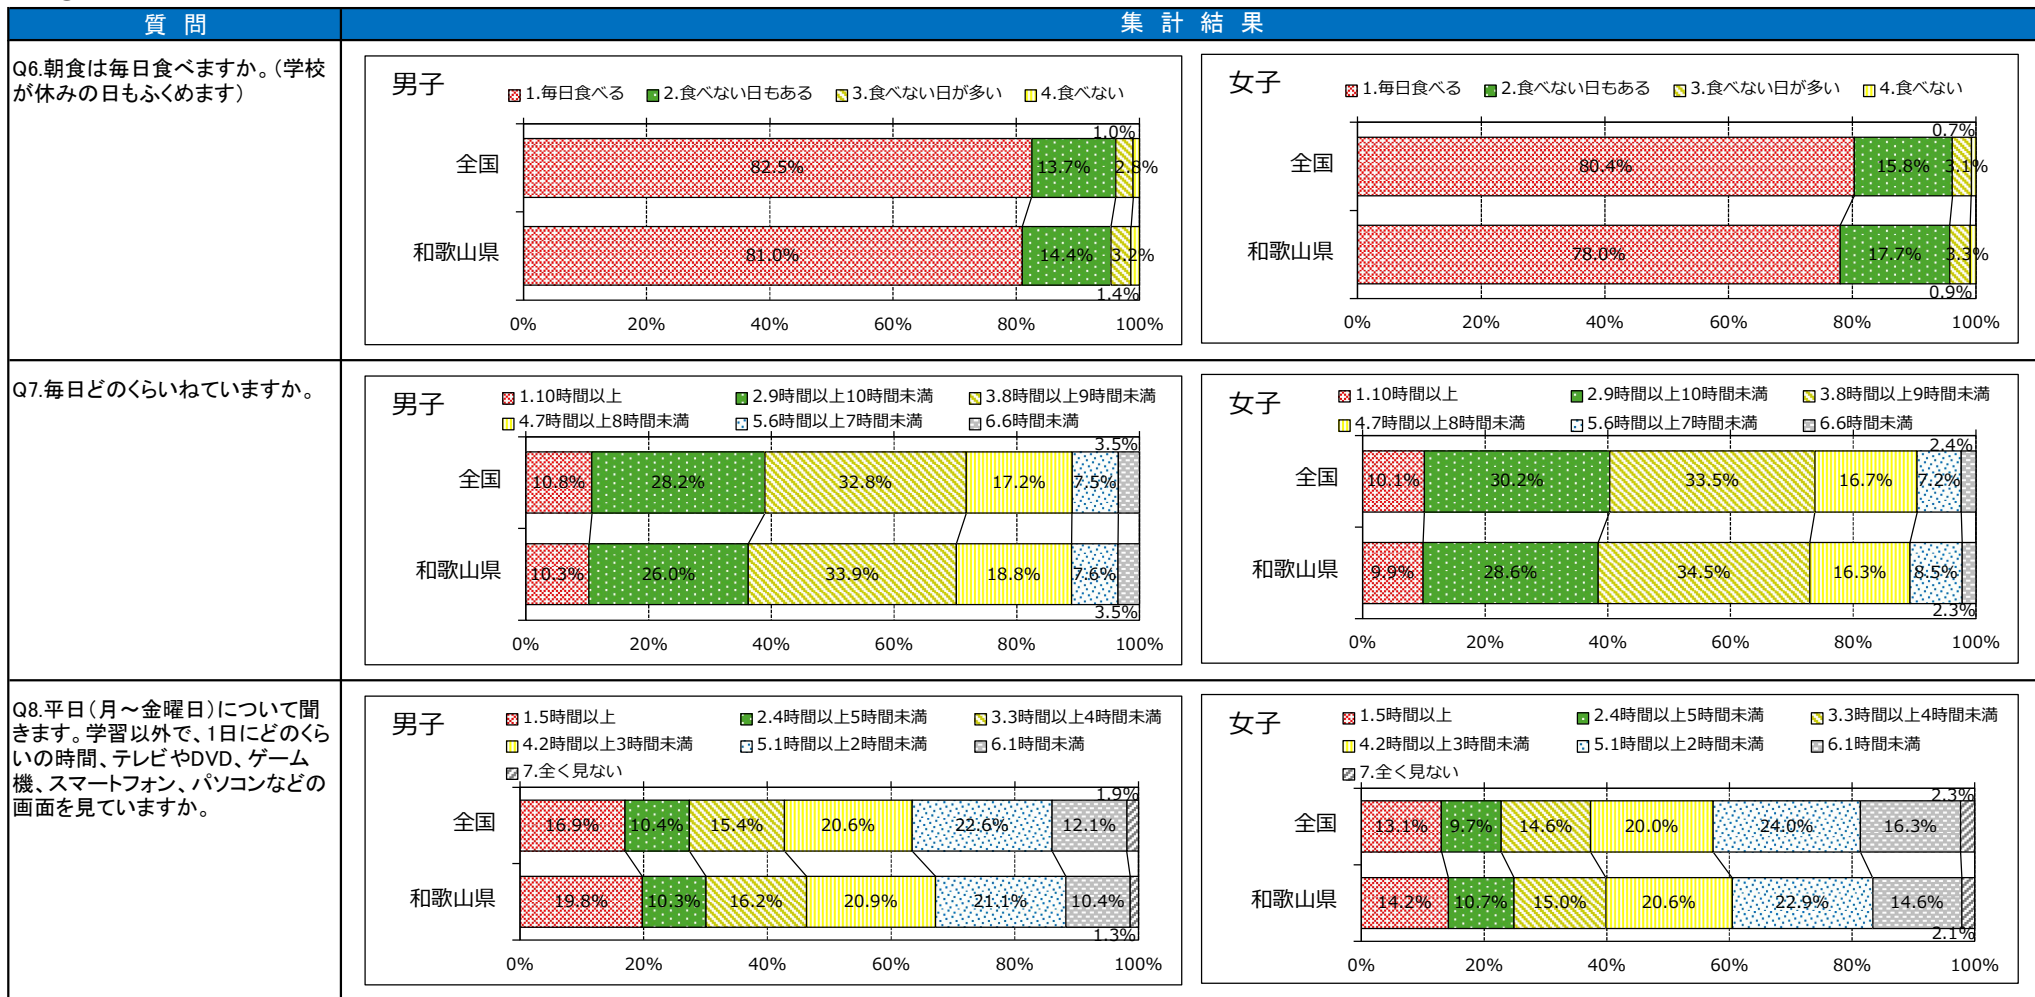 質 問
集 計 結 果
Q6.朝食は毎日食べますか。(学校
が休みの日もふくめます)
男子
1.毎日食べる 2.食べない日もある 3.食べない日が多い 4.食べない
1.0%
全国
82.5% 13.7% 2.8%
和歌山県
81.0% 14.4% 3.2%
1.4%
0% 20% 40% 60% 80% 100%
女子
1.毎日食べる 2.食べない日もある 3.食べない日が多い 4.食べない
0.7%
全国
80.4% 15.8% 3.1%
和歌山県
78.0% 17.7% 3.3%
0.9%
0% 20% 40% 60% 80% 100%
Q7.毎日どのくらいねていますか。
男子
1.10時間以上 2.9時間以上10時間未満 3.8時間以上9時間未満
4.7時間以上8時間未満 5.6時間以上7時間未満 6.6時間未満
3.5%
全国
10.8% 28.2% 32.8% 17.2% 7.5%
和歌山県
10.3% 26.0% 33.9% 18.8% 7.6%
3.5%
0% 20% 40% 60% 80% 100%
女子
1.10時間以上 2.9時間以上10時間未満 3.8時間以上9時間未満
4.7時間以上8時間未満 5.6時間以上7時間未満 6.6時間未満
2.4%
全国
10.1% 30.2% 33.5% 16.7% 7.2%
和歌山県
9.9% 28.6% 34.5% 16.3% 8.5%
2.3%
0% 20% 40% 60% 80% 100%
Q8.平日(月～金曜日)について聞
きます。学習以外で、1日にどのくら
いの時間、テレビやDVD、ゲーム
機、スマートフォン、パソコンなどの
画面を見ていますか。
男子
1.5時間以上 2.4時間以上5時間未満 3.3時間以上4時間未満
4.2時間以上3時間未満 5.1時間以上2時間未満 6.1時間未満
7.全く見ない
1.9%
全国
16.9% 10.4% 15.4% 20.6% 22.6% 12.1%
和歌山県
19.8% 10.3% 16.2% 20.9% 21.1% 10.4%
1.3%
0% 20% 40% 60% 80% 100%
女子
1.5時間以上 2.4時間以上5時間未満 3.3時間以上4時間未満
4.2時間以上3時間未満 5.1時間以上2時間未満 6.1時間未満
7.全く見ない
2.3%
全国
13.1% 9.7% 14.6% 20.0% 24.0% 16.3%
和歌山県
14.2% 10.7% 15.0% 20.6% 22.9% 14.6%
2.1%
0% 20% 40% 60% 80% 100%